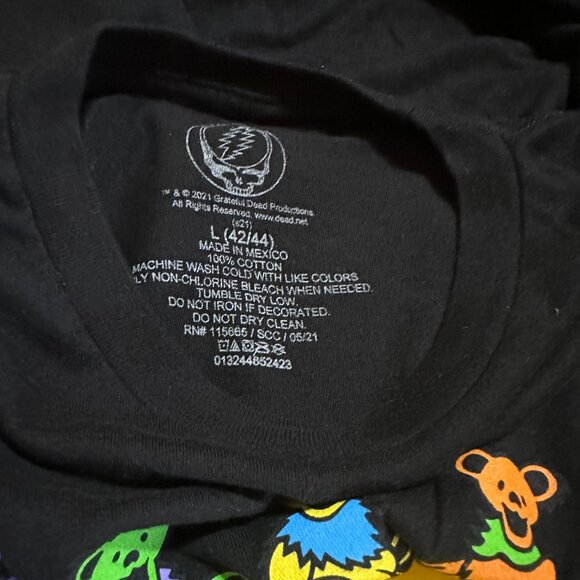 ™ & © 2021 Grateful Dead Productions.
All Rights Reserved, www.dead.net
(s21)
L (42/44)
MADE IN MEXICO
100% COTTON
MACHINE WASH COLD WITH LIKE COLORS
LY NON-CHLORINE BLEACH WHEN NEEDED.
TUMBLE DRY LOW.
DO NOT IRON IF DECORATED.
DO NOT DRY CLEAN.
RN# 115665 / SCC / 05/21
013244852423